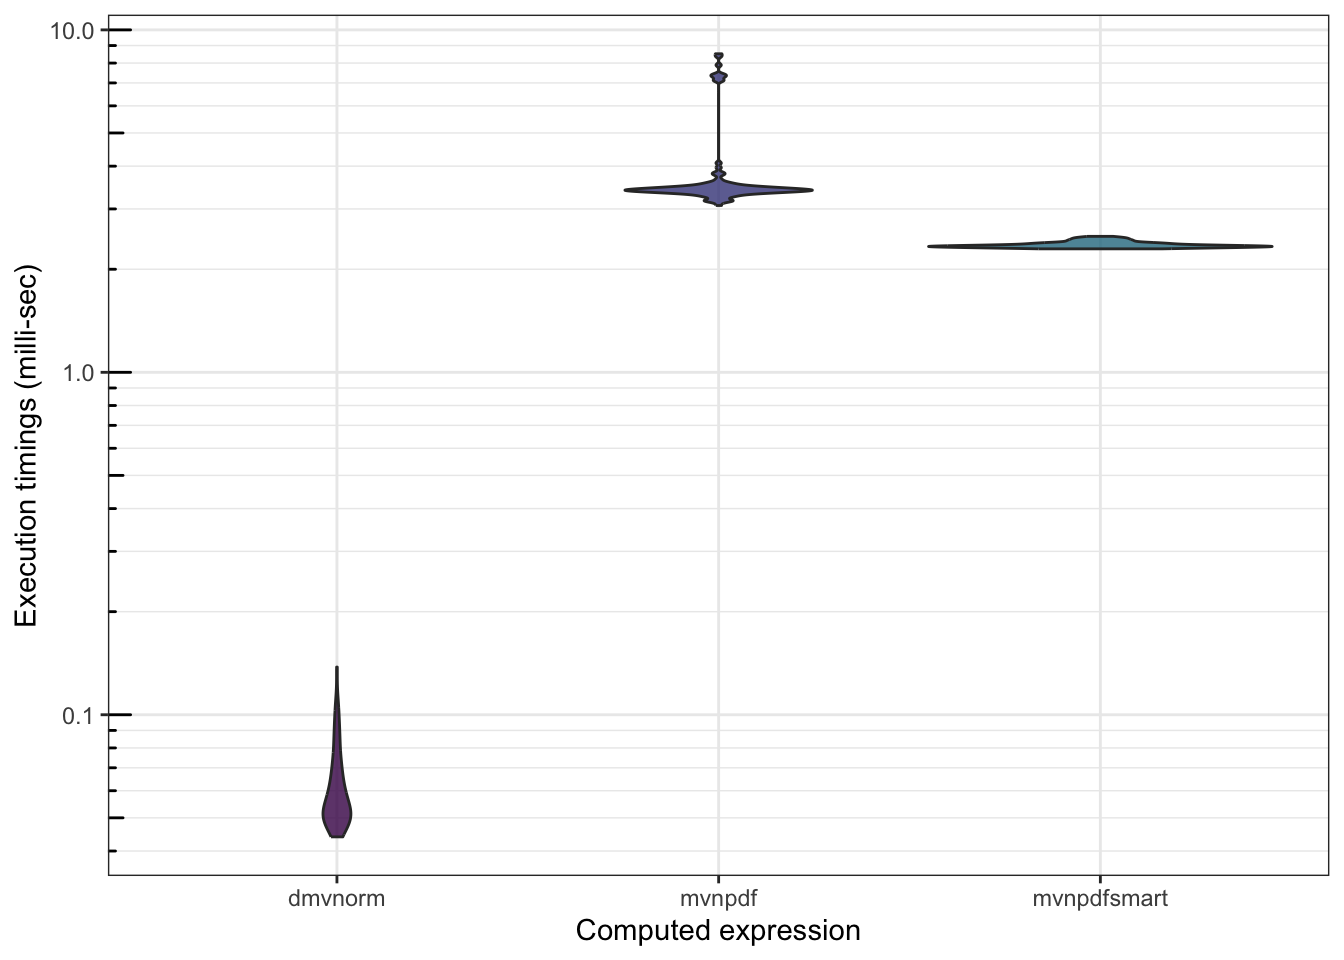 Execution timings (milli-sec)
10.0
1.0
0.1
dmvnorm
mvnpdf
mvnpdfsmart
Computed expression